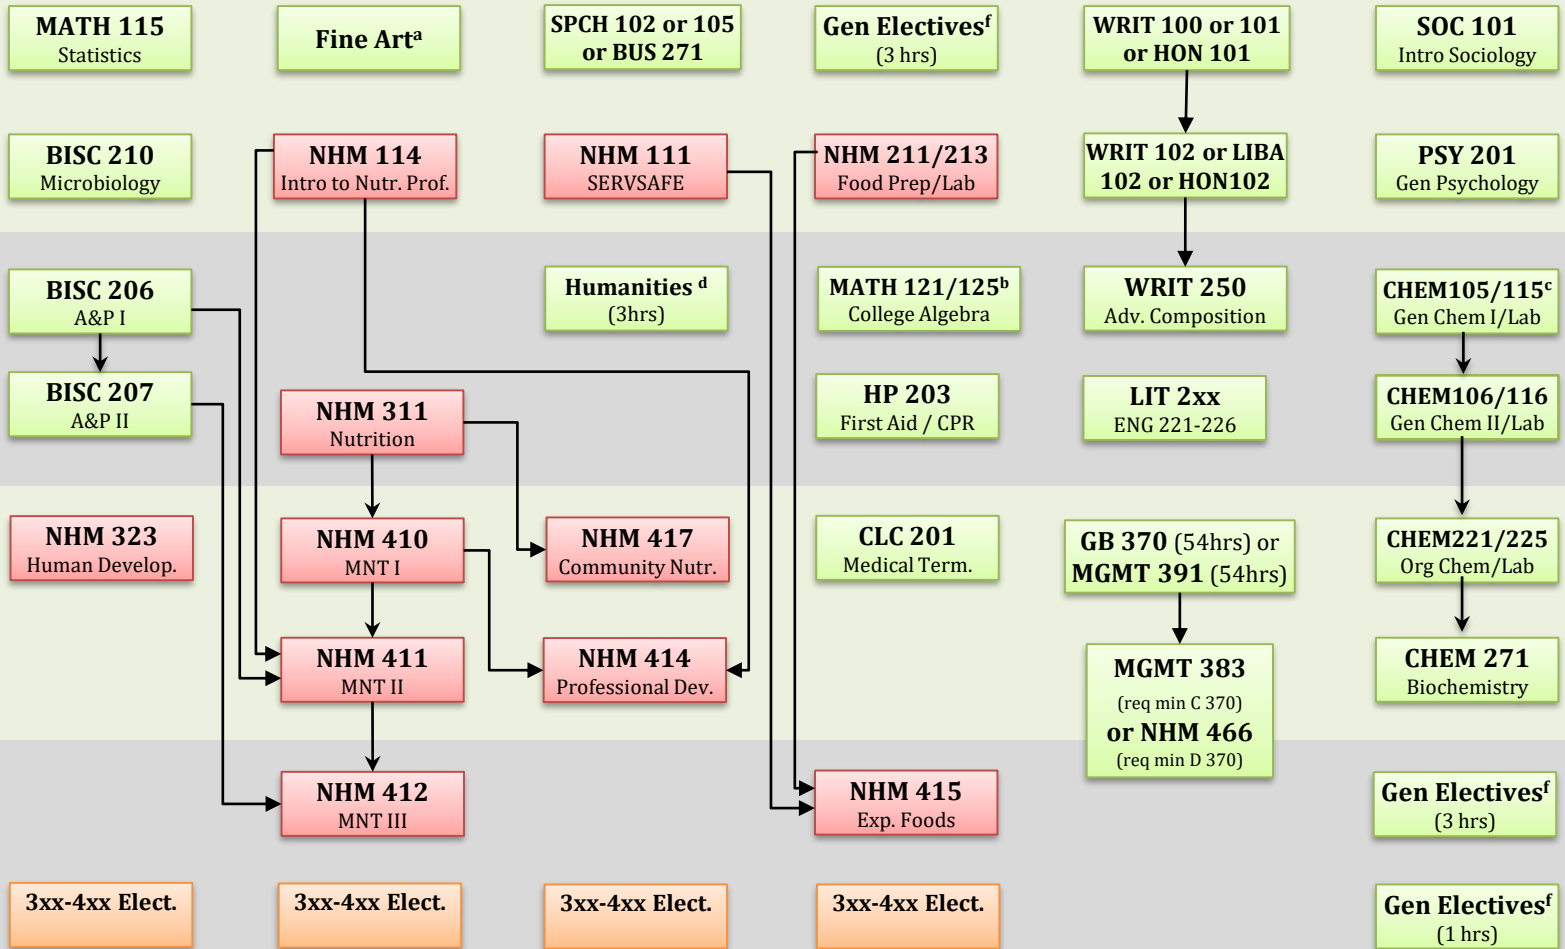 MATH 115
Statistics
Fine Artᵃ
SPCH 102 or 105
or BUS 271
Gen Electivesᶠ
(3 hrs)
WRIT 100 or 101
or HON 101
SOC 101
Intro Sociology
BISC 210
Microbiology
NHM 114
Intro to Nutr. Prof.
NHM 111
SERVSAFE
NHM 211/213
Food Prep/Lab
WRIT 102 or LIBA
102 or HON102
PSY 201
Gen Psychology
BISC 206
A&P I
Humanities ᵈ
(3hrs)
MATH 121/125ᵇ
College Algebra
WRIT 250
Adv. Composition
CHEM105/115ᶜ
Gen Chem I/Lab
BISC 207
A&P II
NHM 311
Nutrition
HP 203
First Aid / CPR
LIT 2xx
ENG 221-226
CHEM106/116
Gen Chem II/Lab
NHM 323
Human Develop.
NHM 410
MNT I
NHM 417
Community Nutr.
CLC 201
Medical Term.
GB 370 (54hrs) or
MGMT 391 (54hrs)
CHEM221/225
Org Chem/Lab
NHM 411
MNT II
NHM 414
Professional Dev.
MGMT 383
(req min C 370)
or NHM 466
(req min D 370)
CHEM 271
Biochemistry
NHM 412
MNT III
NHM 415
Exp. Foods
Gen Electivesᶠ
(3 hrs)
3xx-4xx Elect.
3xx-4xx Elect.
3xx-4xx Elect.
3xx-4xx Elect.
Gen Electivesᶠ
(1 hrs)